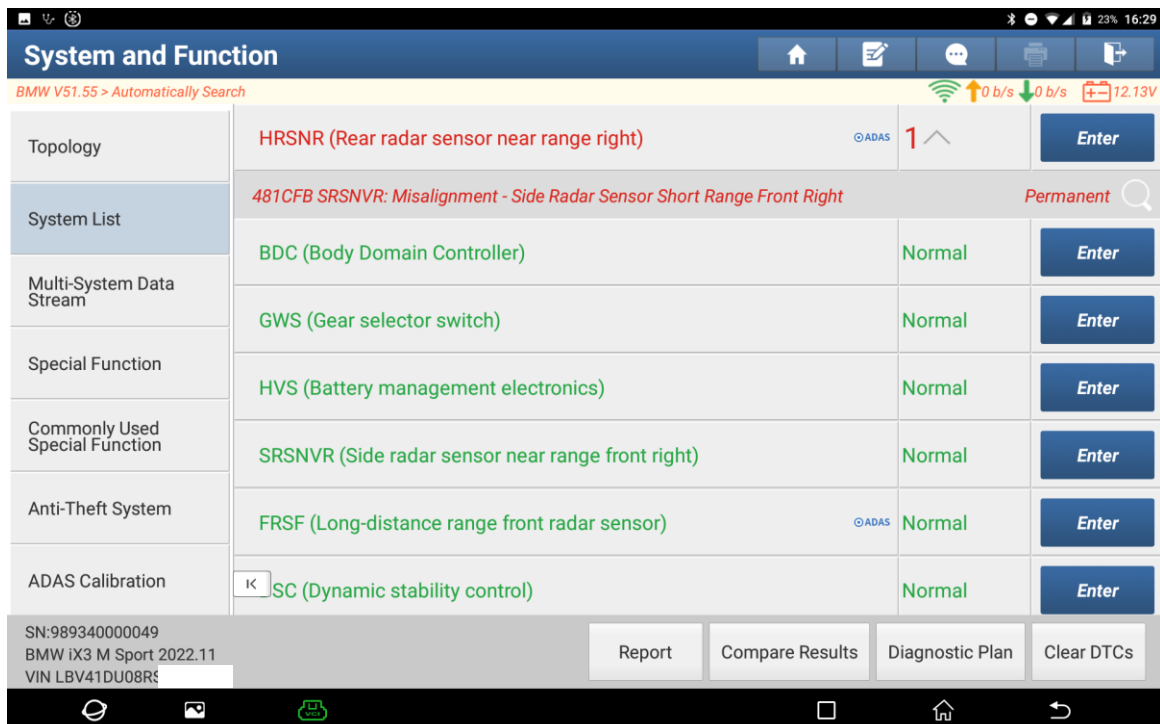 23% 16:29
System and Function
BMW V51.55 > Automatically Search
0 b/s 0 b/s 12.13V
Topology
System List
Multi-System Data
Stream
Special Function
Commonly Used
Special Function
Anti-Theft System
ADAS Calibration
HRSNR (Rear radar sensor near range right) ADAS 1 Enter
481CFB SRSNVR: Misalignment - Side Radar Sensor Short Range Front Right Permanent
BDC (Body Domain Controller) Normal Enter
GWS (Gear selector switch) Normal Enter
HVS (Battery management electronics) Normal Enter
SRSNVR (Side radar sensor near range front right) Normal Enter
FRSF (Long-distance range front radar sensor) ADAS Normal Enter
SC (Dynamic stability control) Normal Enter
SN:989340000049
BMW iX3 M Sport 2022.11
VIN LBV41DU08R
Report Compare Results Diagnostic Plan Clear DTCs
VCI